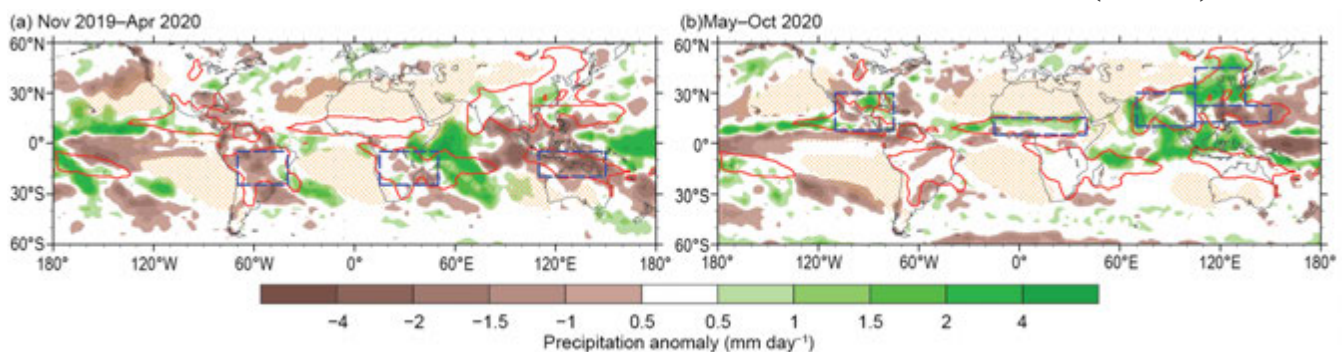 (a) Nov 2019–Apr 2020
(b)May–Oct 2020
60°N 30°N 0° 30°S 60°S
60°N 30°N 0° 30°S 60°S
180° 120°W 60°W 0° 60°E 120°E 180°
180° 120°W 60°W 0° 60°E 120°E 180°
−4 −2 −1.5 −1 0.5 0.5 1 1.5 2 4
Precipitation anomaly (mm day⁻¹)